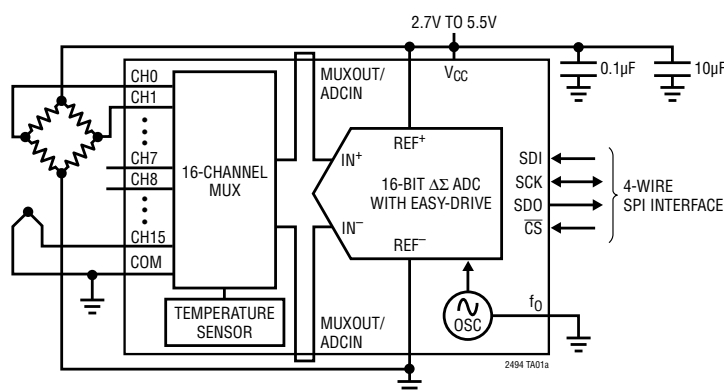 2.7V TO 5.5V
0.1µF
10µF
VCC
CH0
CH1
CH7
CH8
CH15
COM
16-CHANNEL
MUX
TEMPERATURE
SENSOR
MUXOUT/
ADCIN
IN+
IN−
REF+
16-BIT ΔΣ ADC
WITH EASY-DRIVE
REF−
MUXOUT/
ADCIN
SDI
SCK
SDO
CS
4-WIRE
SPI INTERFACE
OSC
fO
2494 TA01a